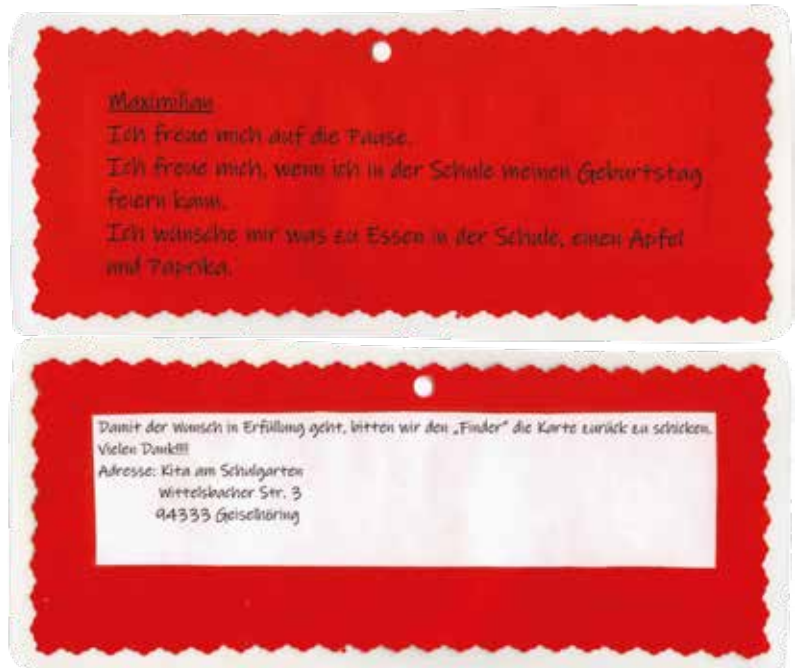 Maximilian
Ich freue mich auf die Pause.
Ich freue mich, wenn ich in der Schule meinen Geburtstag
feiern kann.
Ich wünsche mir was zu Essen in der Schule, einen Apfel
und Paprika.
Damit der Wunsch in Erfüllung geht, bitten wir den „Finder“ die Karte zurück zu schicken.
Vielen Dank!!!!
Adresse: Kita am Schulgarten
Wittelsbacher Str. 3
94333 Geiselhöring